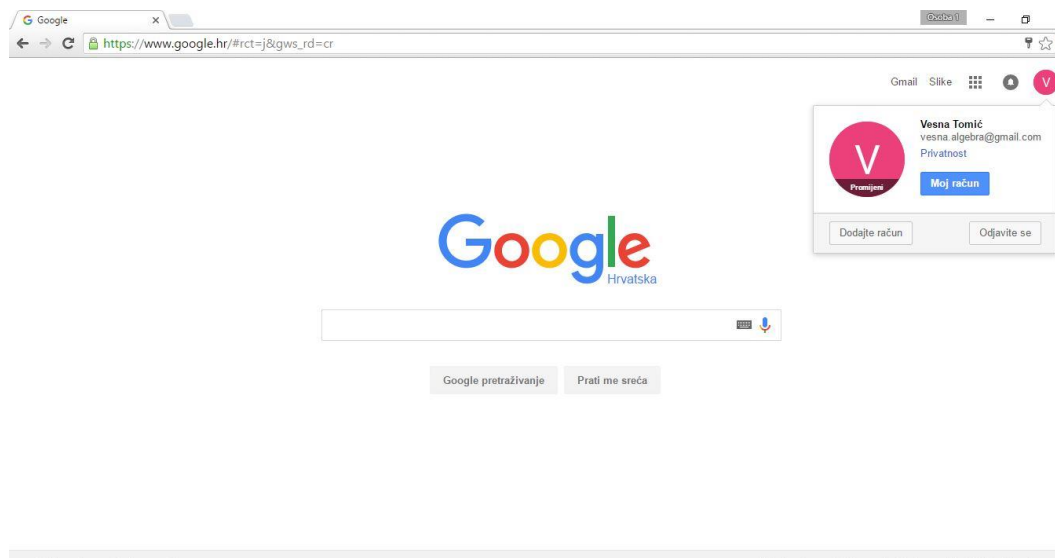 Google
Osoba 1
https://www.google.hr/#rct=j&gws_rd=cr
Gmail Slike
V
Vesna Tomić
vesna.algebra@gmail.com
Privatnost
V
Promijeni
Moj račun
Dodajte račun
Odjavite se
Google
Hrvatska
Google pretraživanje
Prati me sreća